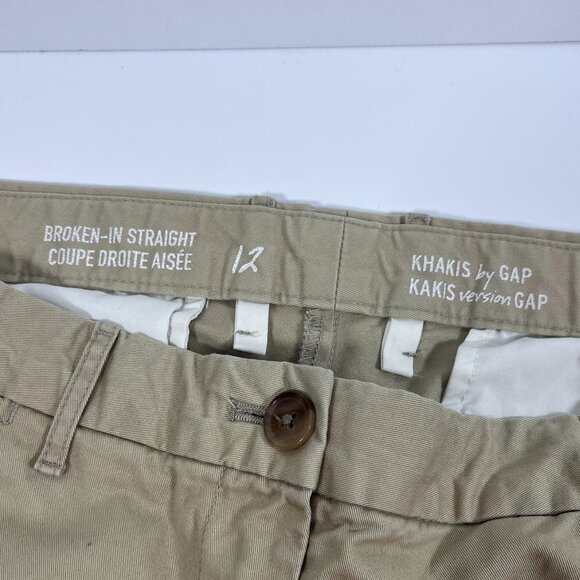 BROKEN-IN STRAIGHT
COUPE DROITE AISÉE
12
KHAKIS by GAP
KAKIS version GAP